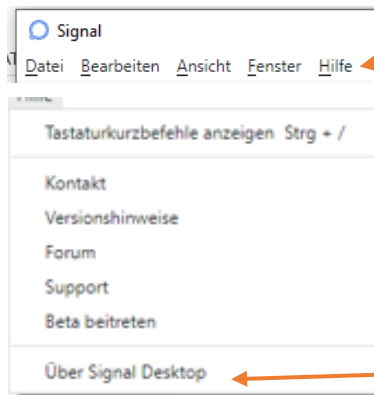 Signal
Datei Bearbeiten Ansicht Fenster Hilfe
Tastaturkurzbefehle anzeigen Strg + /
Kontakt
Versionshinweise
Forum
Support
Beta beitreten
Über Signal Desktop